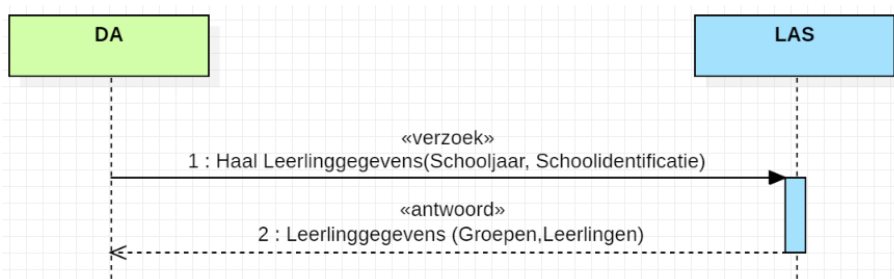 DA
LAS
«verzoek»
1 : Haal Leerlinggegevens(Schooljaar, Schoolidentificatie)
«antwoord»
2 : Leerlinggegevens (Groepen,Leerlingen)